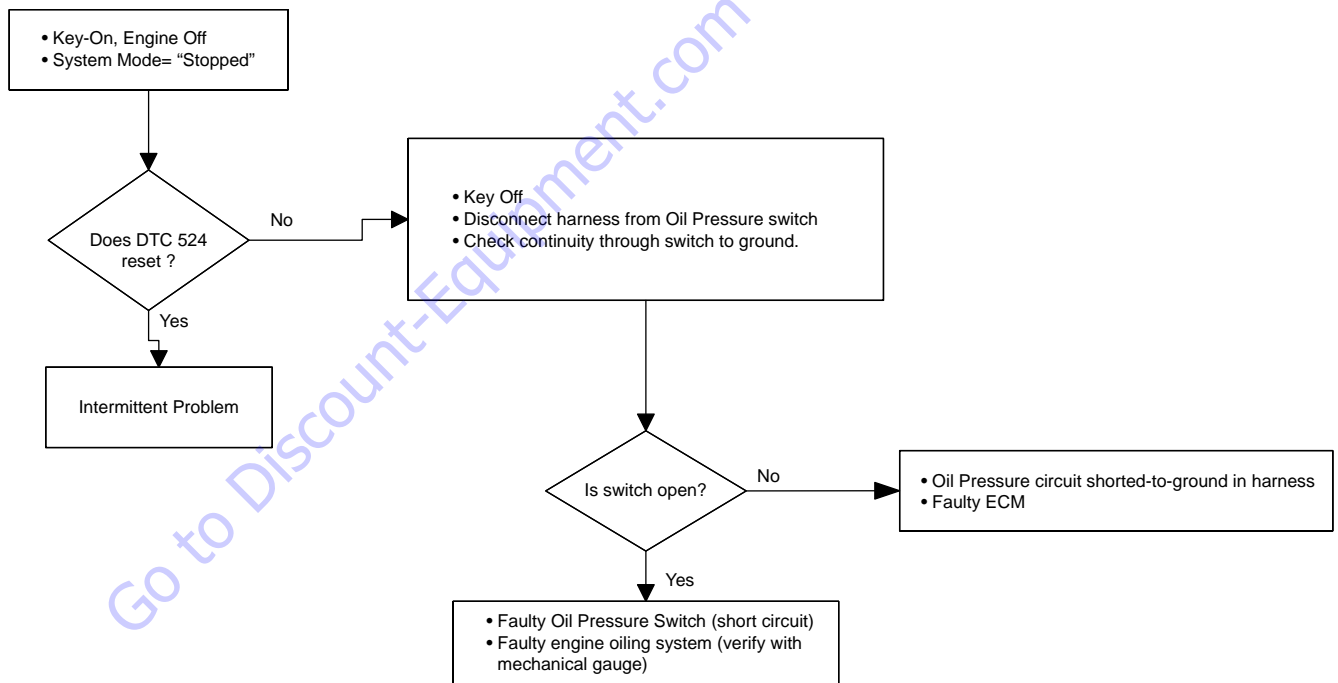 • Key-On, Engine Off
• System Mode= “Stopped”
Does DTC 524
reset ?
No
• Key Off
• Disconnect harness from Oil Pressure switch
• Check continuity through switch to ground.
Yes
Intermittent Problem
Is switch open?
No
• Oil Pressure circuit shorted-to-ground in harness
• Faulty ECM
Yes
• Faulty Oil Pressure Switch (short circuit)
• Faulty engine oiling system (verify with
mechanical gauge)
Go to Discount-Equipment.com